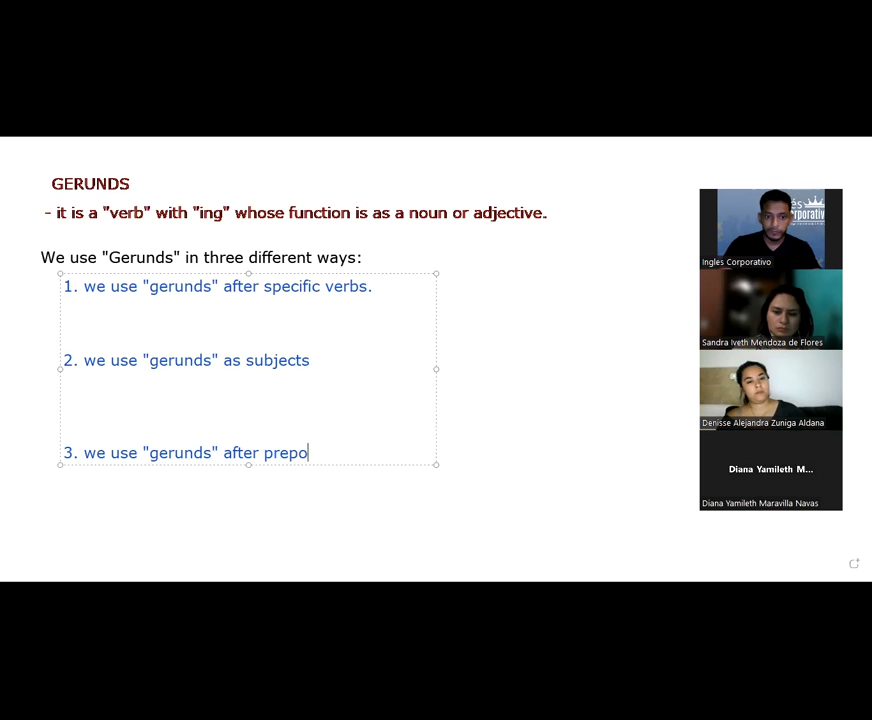 GERUNDS
- it is a "verb" with "ing" whose function is as a noun or adjective.
We use "Gerunds" in three different ways:
1. we use "gerunds" after specific verbs.
2. we use "gerunds" as subjects
3. we use "gerunds" after prepo
Ingles Corporativo
Sandra Iveth Mendoza de Flores
Denisse Alejandra Zuniga Aldana
Diana Yamileth M...
Diana Yamileth Maravilla Navas